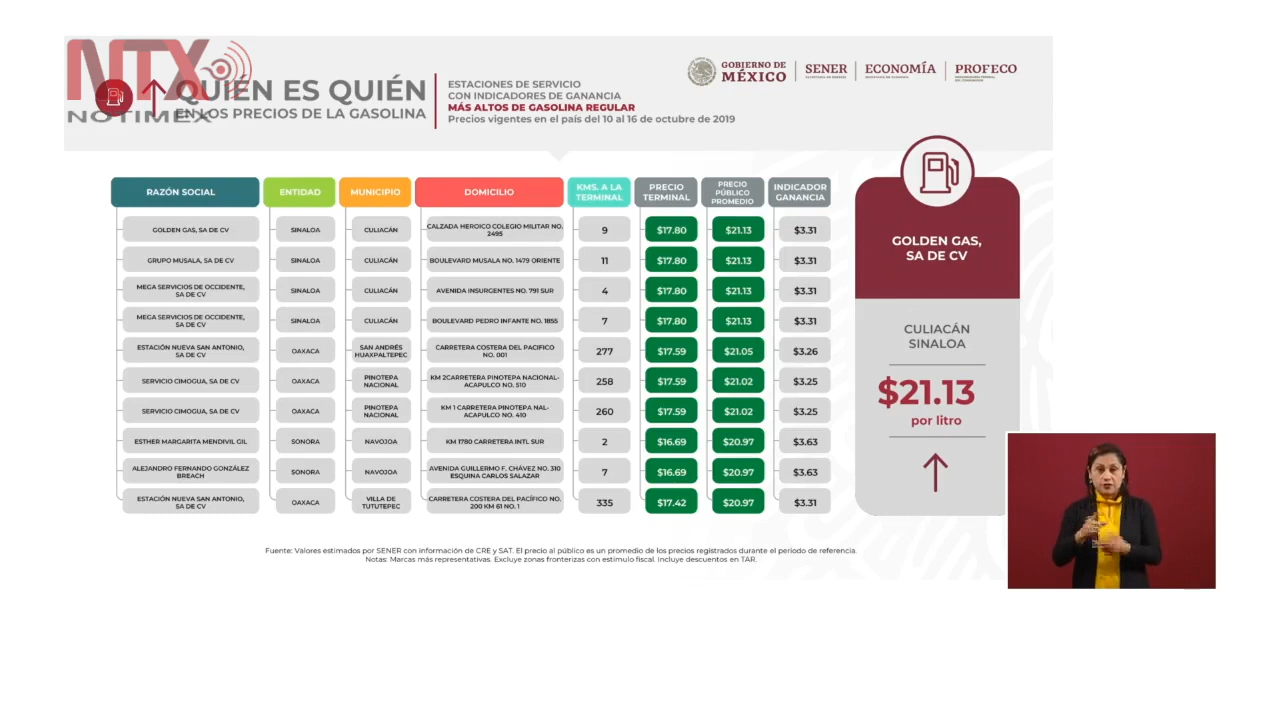 NTX
NOTIMEX
QUIÉN ES QUIÉN
EN LOS PRECIOS DE LA GASOLINA
ESTACIONES DE SERVICIO
CON INDICADORES DE GANANCIA
MÁS ALTOS DE GASOLINA REGULAR
Precios vigentes en el país del 10 al 16 de octubre de 2019
GOBIERNO DE
MÉXICO
SENER
ECONOMÍA
PROFECO
RAZÓN SOCIAL ENTIDAD MUNICIPIO DOMICILIO KMS. A LA TERMINAL PRECIO TERMINAL PRECIO PÚBLICO PROMEDIO INDICADOR GANANCIA
GOLDEN GAS, SA DE CV SINALOA CULIACÁN CALZADA HEROICO COLEGIO MILITAR NO. 2495 9 $17.80 $21.13 $3.31
GRUPO MUSALA, SA DE CV SINALOA CULIACÁN BOULEVARD MUSALA NO. 1479 ORIENTE 11 $17.80 $21.13 $3.31
MEGA SERVICIOS DE OCCIDENTE, SA DE CV SINALOA CULIACÁN AVENIDA INSURGENTES NO. 791 SUR 4 $17.80 $21.13 $3.31
MEGA SERVICIOS DE OCCIDENTE, SA DE CV SINALOA CULIACÁN BOULEVARD PEDRO INFANTE NO. 1855 7 $17.80 $21.13 $3.31
ESTACIÓN NUEVA SAN ANTONIO, SA DE CV OAXACA SAN ANDRÉS HUAXPALTEPEC CARRETERA COSTERA DEL PACIFICO NO. 001 277 $17.59 $21.05 $3.26
SERVICIO CIMOGUA, SA DE CV OAXACA PINOTEPA NACIONAL KM 2CARRETERA PINOTEPA NACIONAL-ACAPULCO NO. 510 258 $17.59 $21.02 $3.25
SERVICIO CIMOGUA, SA DE CV OAXACA PINOTEPA NACIONAL KM 1 CARRETERA PINOTEPA NAL-ACAPULCO NO. 410 260 $17.59 $21.02 $3.25
ESTHER MARGARITA MENDIVIL GIL SONORA NAVOJOA KM 1780 CARRETERA INTL SUR 2 $16.69 $20.97 $3.63
ALEJANDRO FERNANDO GONZÁLEZ BREACH SONORA NAVOJOA AVENIDA GUILLERMO F. CHÁVEZ NO. 310 ESQUINA CARLOS SALAZAR 7 $16.69 $20.97 $3.63
ESTACIÓN NUEVA SAN ANTONIO, SA DE CV OAXACA VILLA DE TUTUTEPEC CARRETERA COSTERA DEL PACÍFICO NO. 200 KM 61 NO. 1 335 $17.42 $20.97 $3.31
GOLDEN GAS,
SA DE CV
CULIACÁN
SINALOA
$21.13
por litro
Fuente: Valores estimados por SENER con información de CRE y SAT. El precio al público es un promedio de los precios registrados durante el periodo de referencia.
Notas: Marcas más representativas. Excluye zonas fronterizas con estímulo fiscal. Incluye descuentos en TAR.